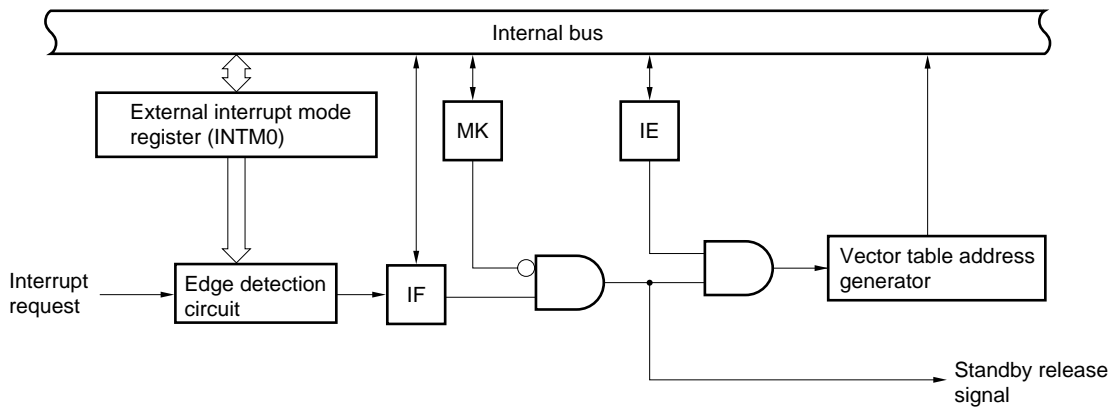 Internal bus
External interrupt mode
register (INTM0)
MK
IE
Interrupt
request
Edge detection
circuit
IF
Vector table address
generator
Standby release
signal